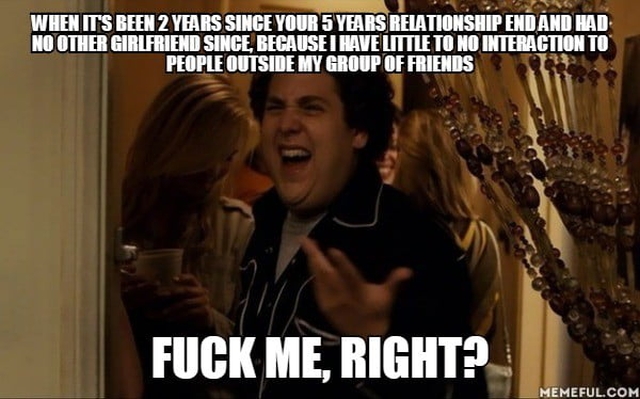 WHEN IT'S BEEN 2 YEARS SINCE YOUR 5 YEARS RELATIONSHIP END AND HAD
NO OTHER GIRLFRIEND SINCE, BECAUSE I HAVE LITTLE TO NO INTERACTION TO
PEOPLE OUTSIDE MY GROUP OF FRIENDS
FUCK ME, RIGHT?
MEMEFUL.COM